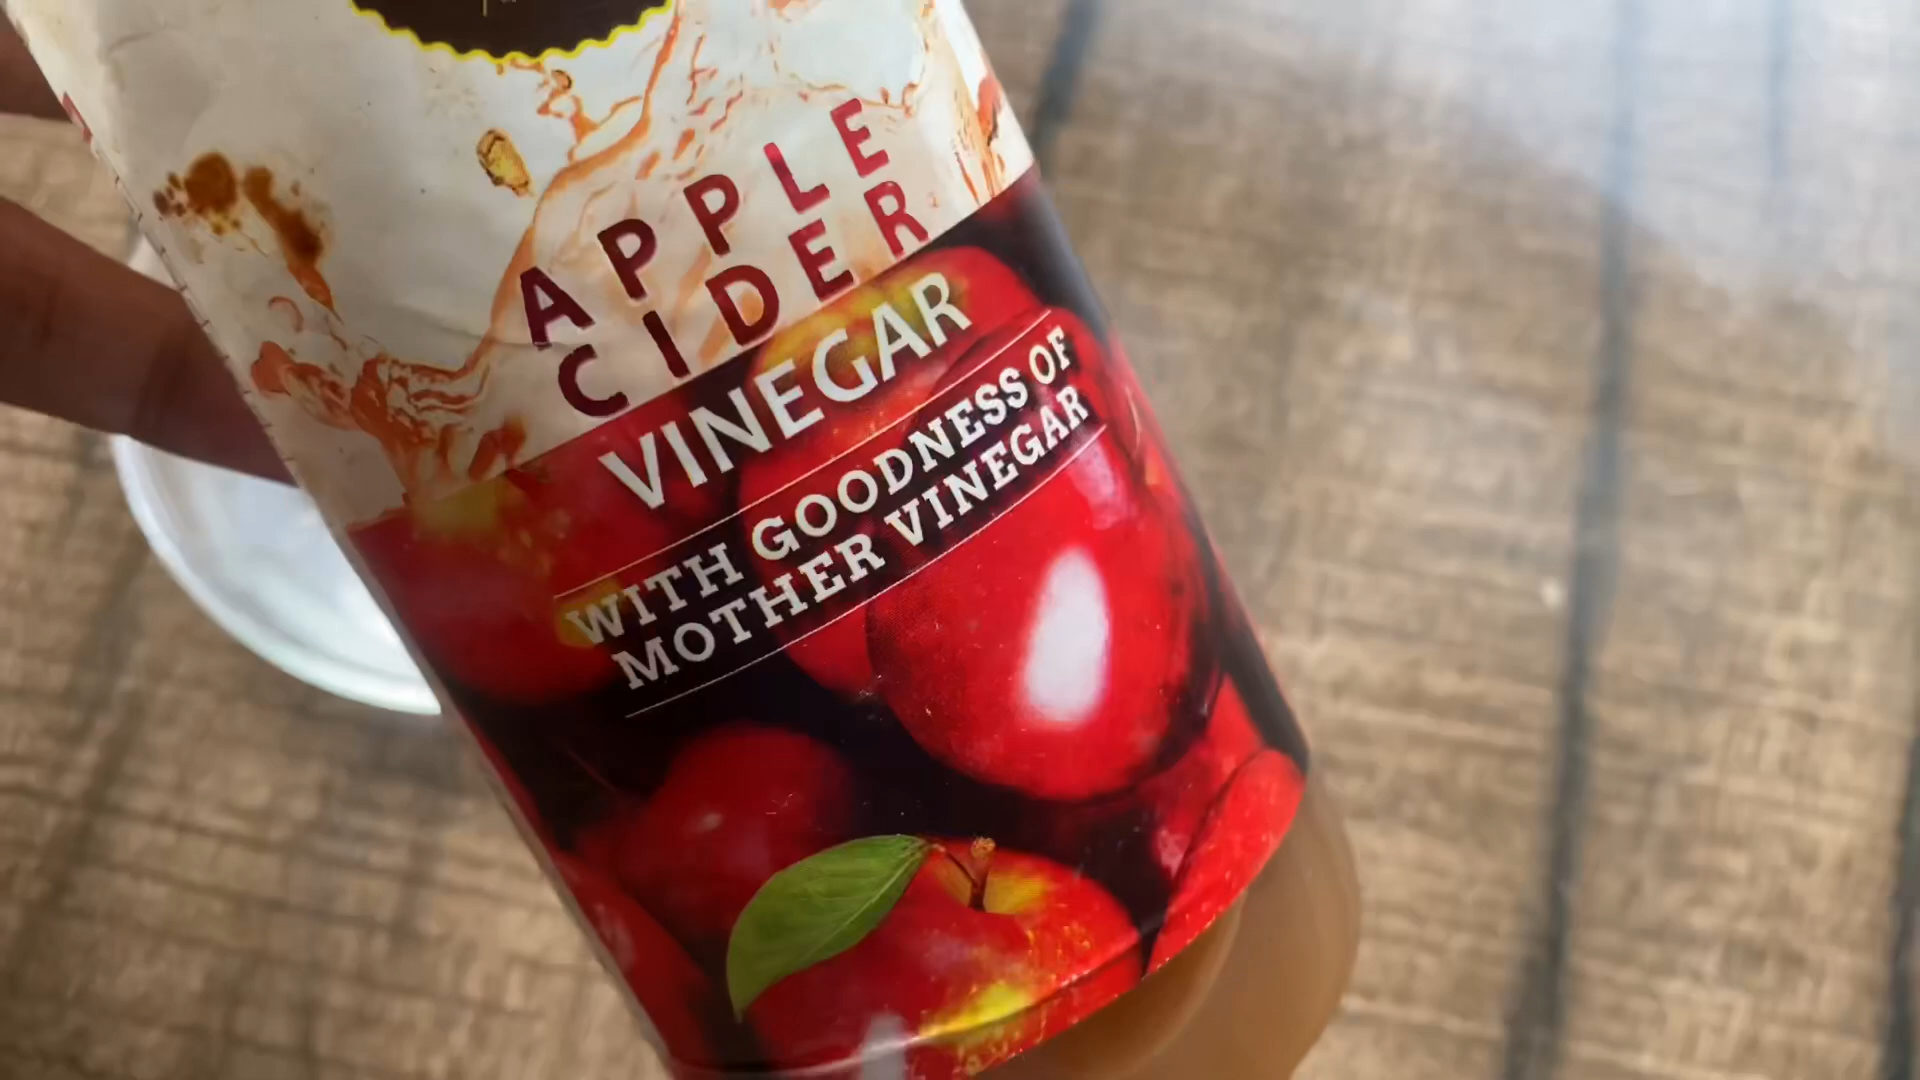 APPLE
CIDER
VINEGAR
WITH GOODNESS OF
MOTHER VINEGAR